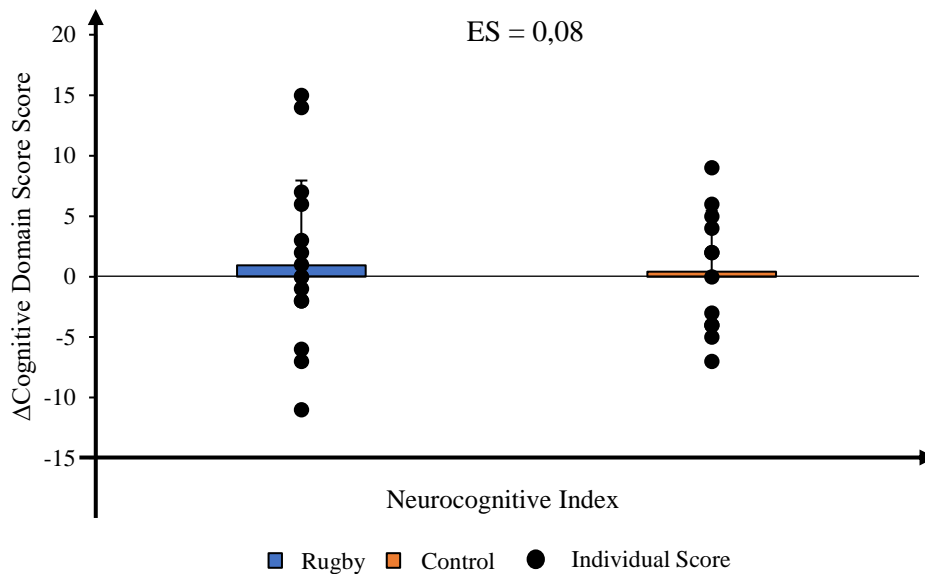 ES = 0,08
ΔCognitive Domain Score Score
20
15
10
5
0
-5
-10
-15
Neurocognitive Index
Rugby Control Individual Score